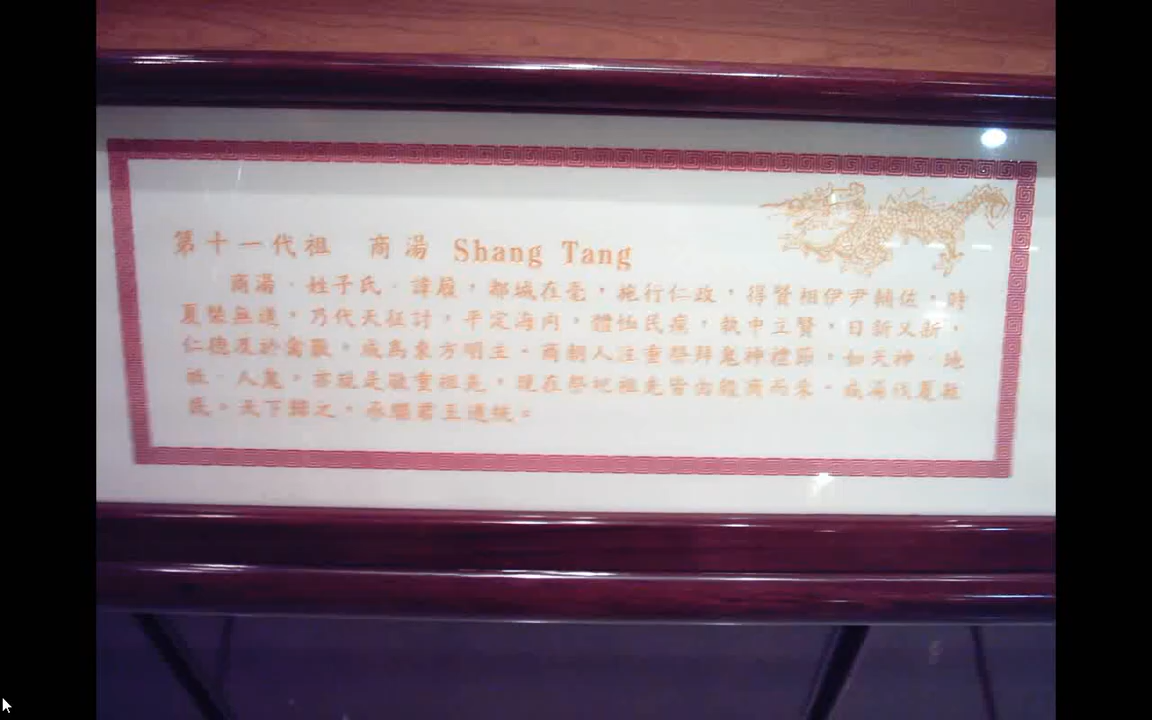 第十一代祖 商湯 Shang Tang
商湯‧姓子氏‧諱履，都城在亳，施行仁政，得賢相伊尹輔佐，時
夏桀無道，乃代天征討，平定海內，體恤民瘼，執中立賢，日新又新，
仁德及於禽獸，成為東方明主。商朝人注重祭拜鬼神禮節，如天神‧地
祇‧人鬼，亦就是敬重祖先，現在祭祀祖先皆由殷商而來。成湯伐夏
民。天下歸之，承繼君王道統。